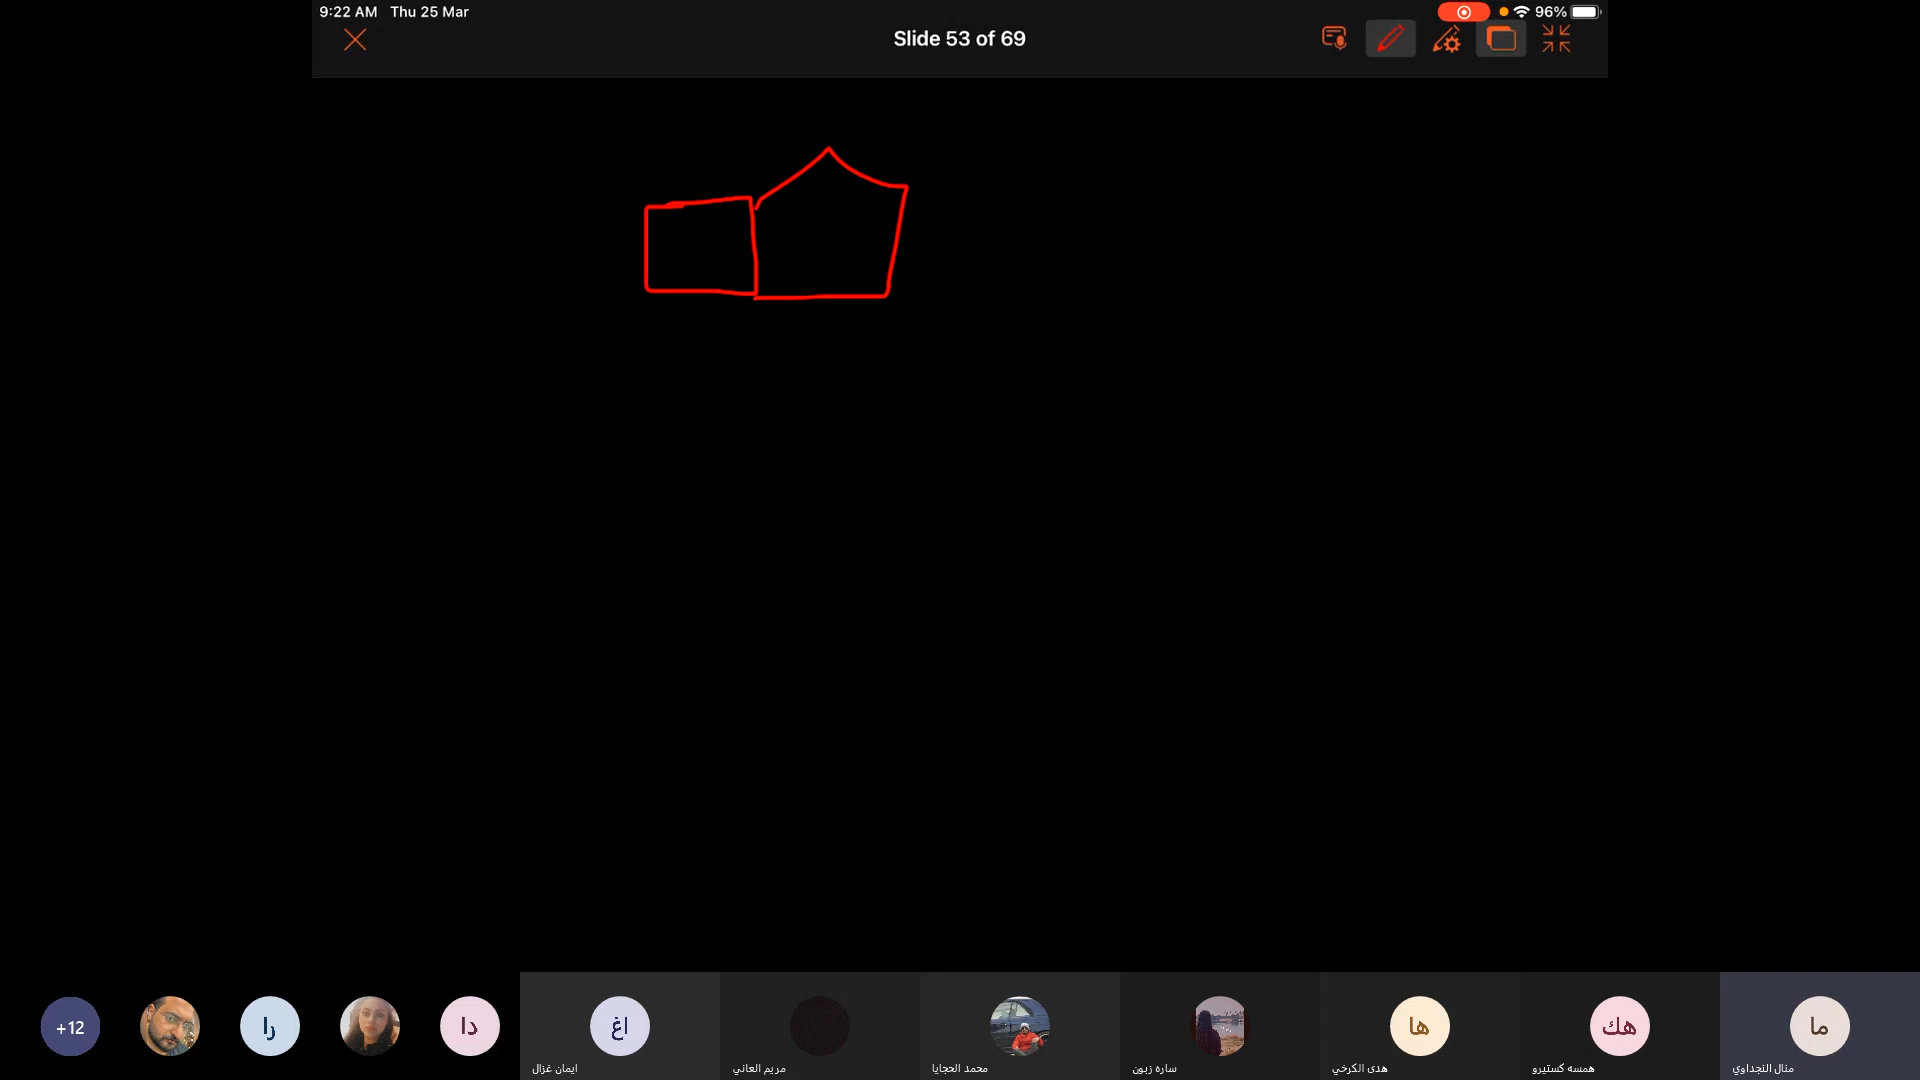 9:22 AM Thu 25 Mar
96%
Slide 53 of 69
+12
را
دا
اغ
ها
هك
ما
ايمان غزال
مريم العاني
محمد الحجايا
ساره زبون
هدى الكرخي
همسه كستيرو
منال النجداوي